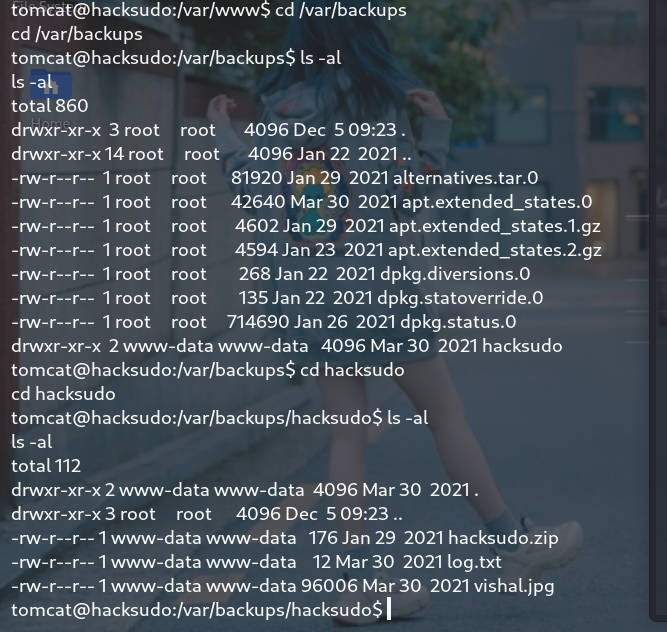 tomcat@hacksudo:/var/www$ cd /var/backups
cd /var/backups
tomcat@hacksudo:/var/backups$ ls -al
ls -al
Home
total 860
drwxr-xr-x  3 root    root      4096 Dec  5 09:23 .
drwxr-xr-x 14 root    root      4096 Jan 22  2021 ..
-rw-r--r--  1 root    root     81920 Jan 29  2021 alternatives.tar.0
-rw-r--r--  1 root    root     42640 Mar 30  2021 apt.extended_states.0
-rw-r--r--  1 root    root      4602 Jan 29  2021 apt.extended_states.1.gz
-rw-r--r--  1 root    root      4594 Jan 23  2021 apt.extended_states.2.gz
-rw-r--r--  1 root    root       268 Jan 22  2021 dpkg.diversions.0
-rw-r--r--  1 root    root       135 Jan 22  2021 dpkg.statoverride.0
-rw-r--r--  1 root    root    714690 Jan 26  2021 dpkg.status.0
drwxr-xr-x  2 www-data www-data   4096 Mar 30  2021 hacksudo
tomcat@hacksudo:/var/backups$ cd hacksudo
cd hacksudo
tomcat@hacksudo:/var/backups/hacksudo$ ls -al
ls -al
total 112
drwxr-xr-x 2 www-data www-data  4096 Mar 30  2021 .
drwxr-xr-x 3 root    root     4096 Dec  5 09:23 ..
-rw-r--r-- 1 www-data www-data   176 Jan 29  2021 hacksudo.zip
-rw-r--r-- 1 www-data www-data    12 Mar 30  2021 log.txt
-rw-r--r-- 1 www-data www-data 96006 Mar 30  2021 vishal.jpg
tomcat@hacksudo:/var/backups/hacksudo$